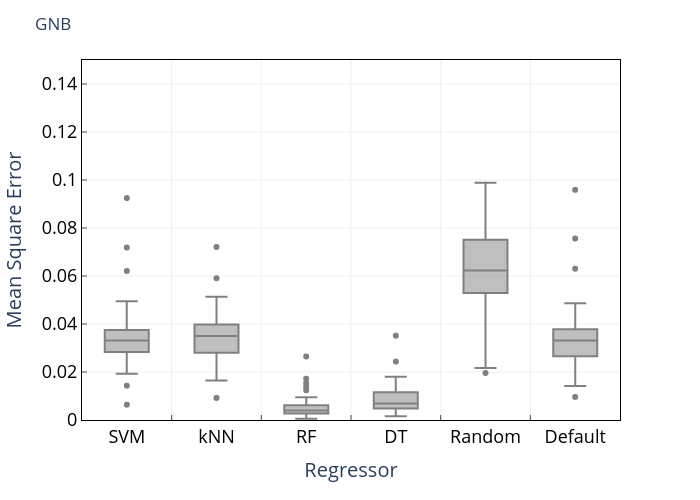 GNB
0.14
0.12
0.1
0.08
0.06
0.04
0.02
0
Mean Square Error
SVM kNN RF DT Random Default
Regressor